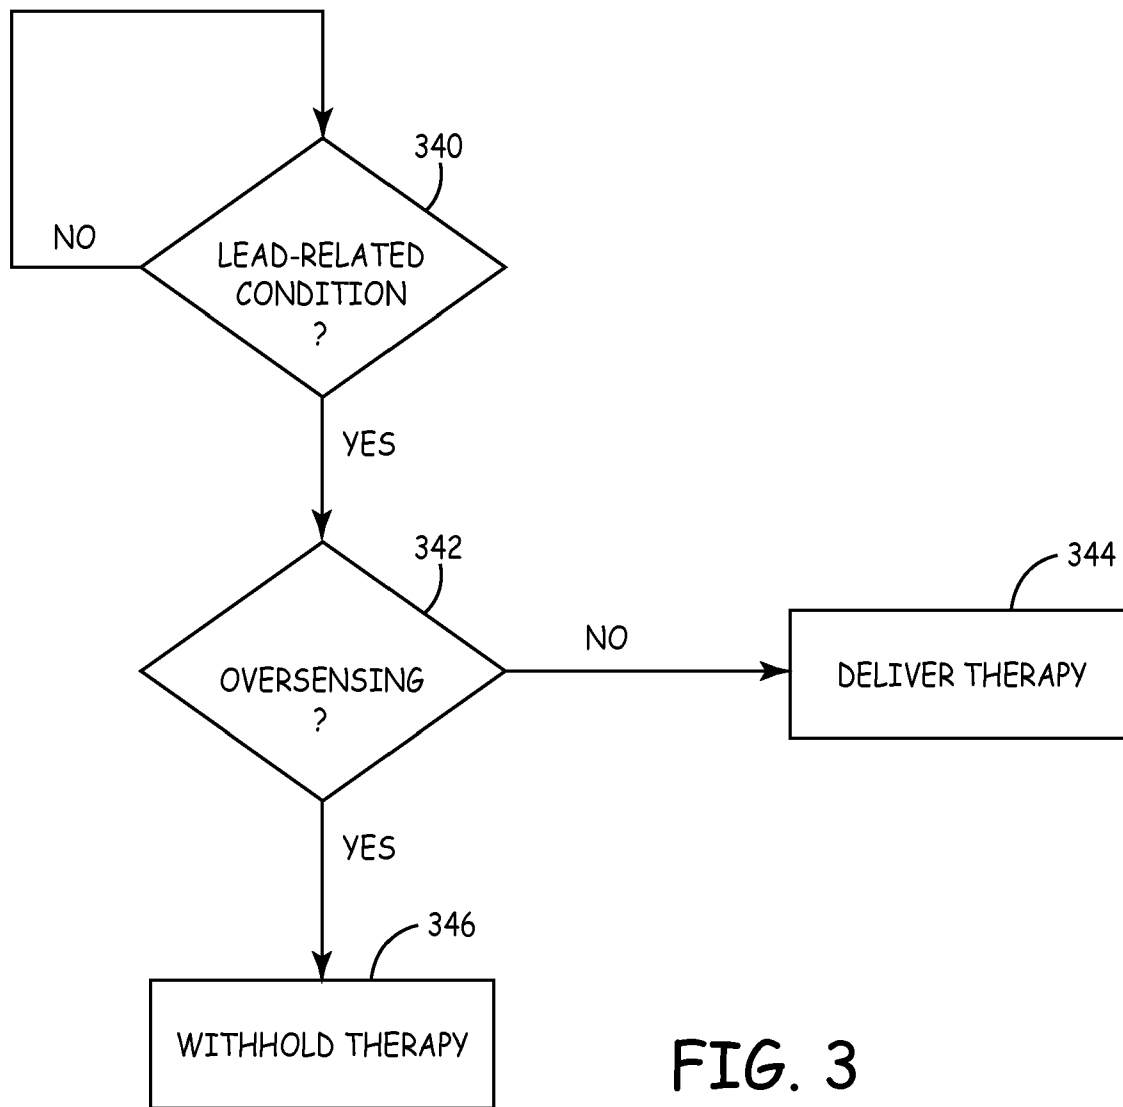 340
NO
LEAD-RELATED
CONDITION
?
YES
342
344
NO
OVERSENSING
?
DELIVER THERAPY
YES
346
WITHHOLD THERAPY
FIG. 3